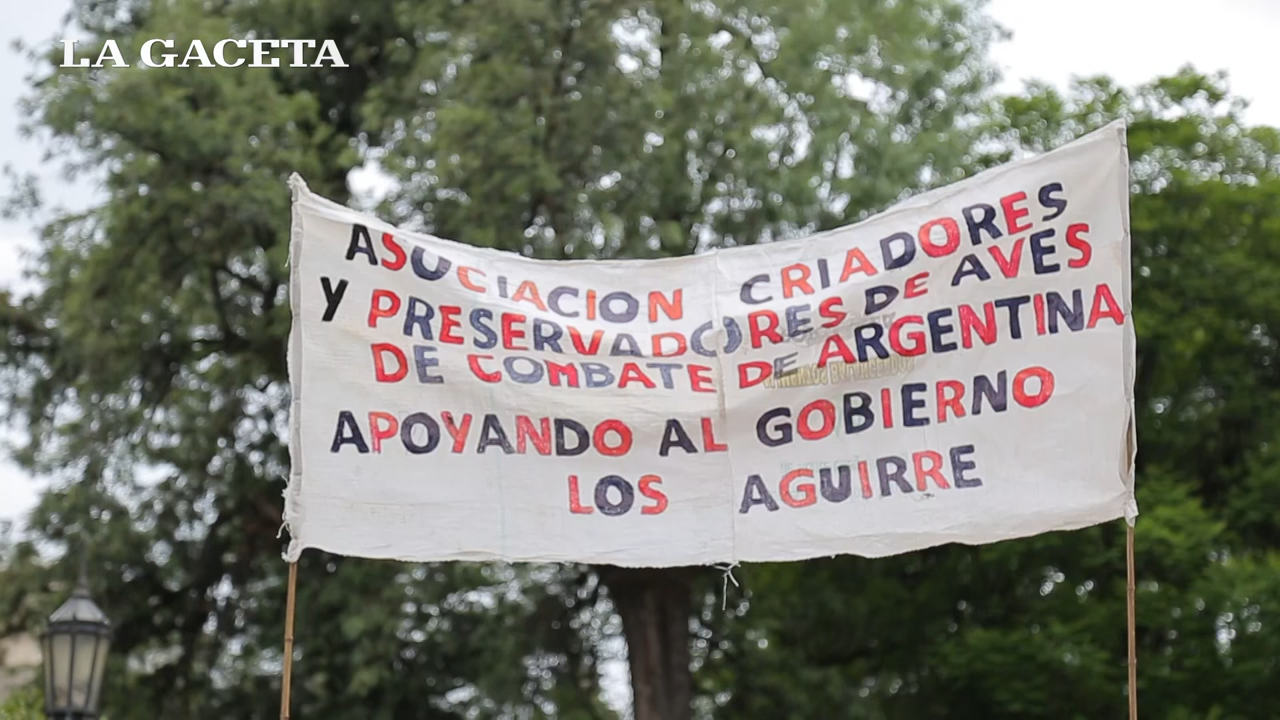 LA GACETA
ASOCIACION CRIADORES
Y PRESERVADORES DE AVES
DE COMBATE DE ARGENTINA
APOYANDO AL GOBIERNO
LOS AGUIRRE